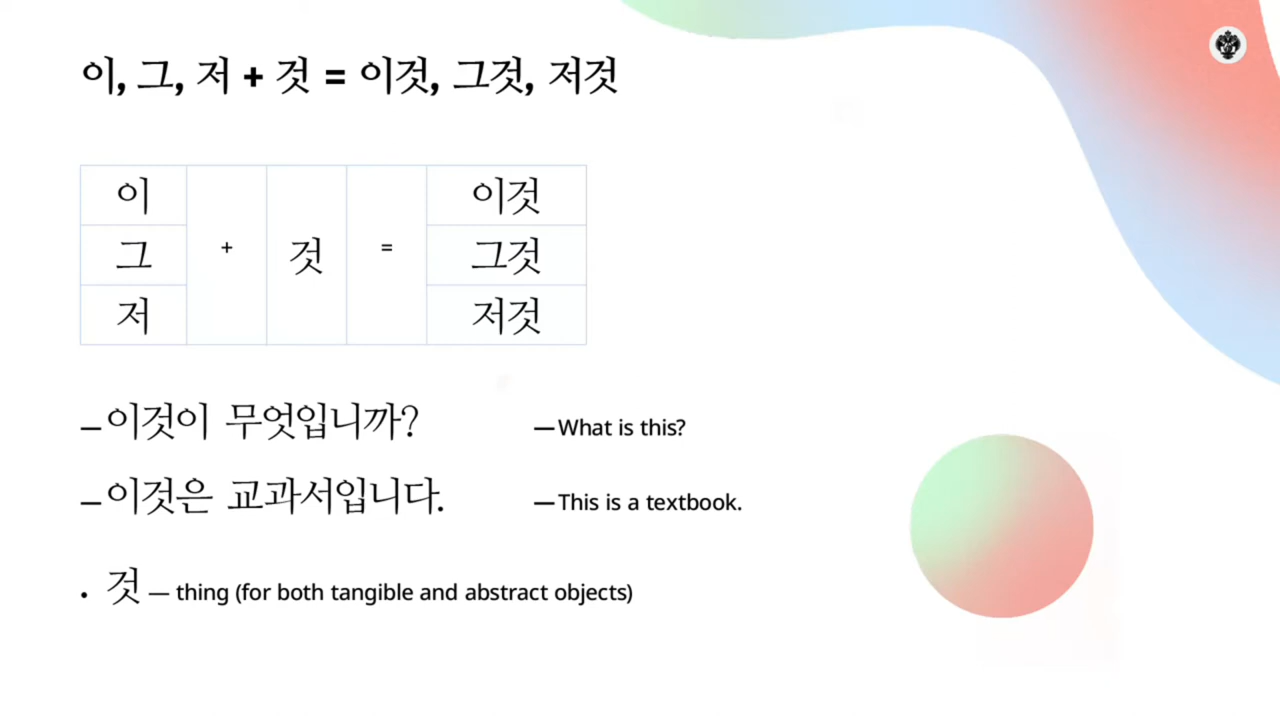 이, 그, 저 + 것 = 이것, 그것, 저것
이 + 것 = 이것
그 그것
저 저것
—이것이 무엇입니까? —What is this?
—이것은 교과서입니다. —This is a textbook.
• 것 — thing (for both tangible and abstract objects)